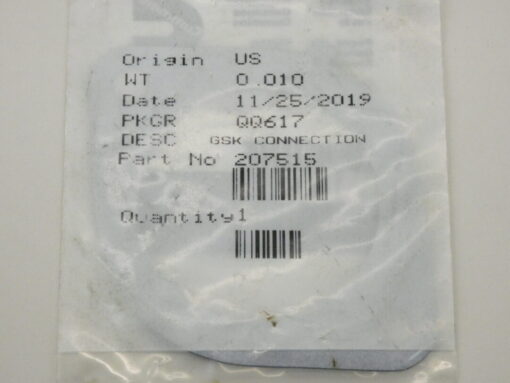 Origin US
WT 0.010
Date 11/25/2019
PKGR QQ617
DESC GSK CONNECTION
Part No 207515
Quantity1